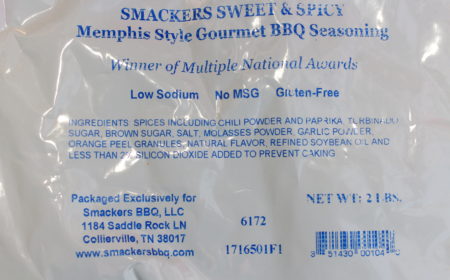 SMACKERS SWEET & SPICY
Memphis Style Gourmet BBQ Seasoning
Winner of Multiple National Awards
Low Sodium No MSG Gluten-Free
INGREDIENTS: SPICES INCLUDING CHILI POWDER AND PAPRIKA, TURBINADO
SUGAR, BROWN SUGAR, SALT, MOLASSES POWDER, GARLIC POWDER,
ORANGE PEEL GRANULES, NATURAL FLAVOR, REFINED SOYBEAN OIL AND
LESS THAN 2% SILICON DIOXIDE ADDED TO PREVENT CAKING
Packaged Exclusively for
Smackers BBQ, LLC
1184 Saddle Rock LN
Collierville, TN 38017
www.smackersbbq.com
6172
1716501F1
NET WT: 2 LBS.
8 51430 00104